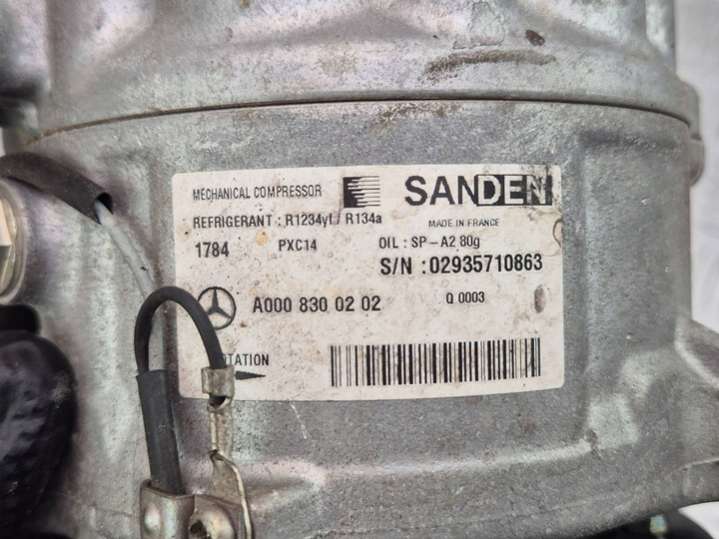 MECHANICAL COMPRESSOR SANDEN
REFRIGERANT : R1234yf / R134a MADE IN FRANCE
1784 PXC14 OIL : SP-A2 80g
S/N : 02935710863
A000 830 02 02 Q 0003